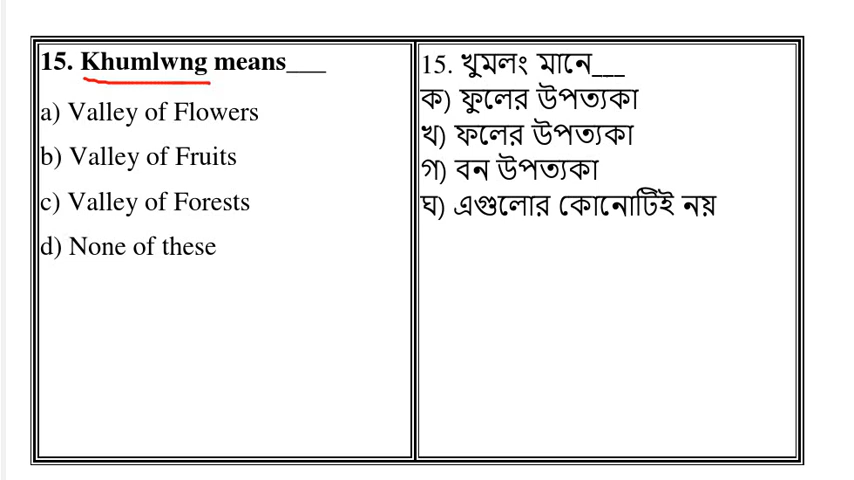 15. Khumlwng means___
a) Valley of Flowers
b) Valley of Fruits
c) Valley of Forests
d) None of these
15. খুমলং মানে___
ক) ফুলের উপত্যকা
খ) ফলের উপত্যকা
গ) বন উপত্যকা
ঘ) এগুলোর কোনোটিই নয়